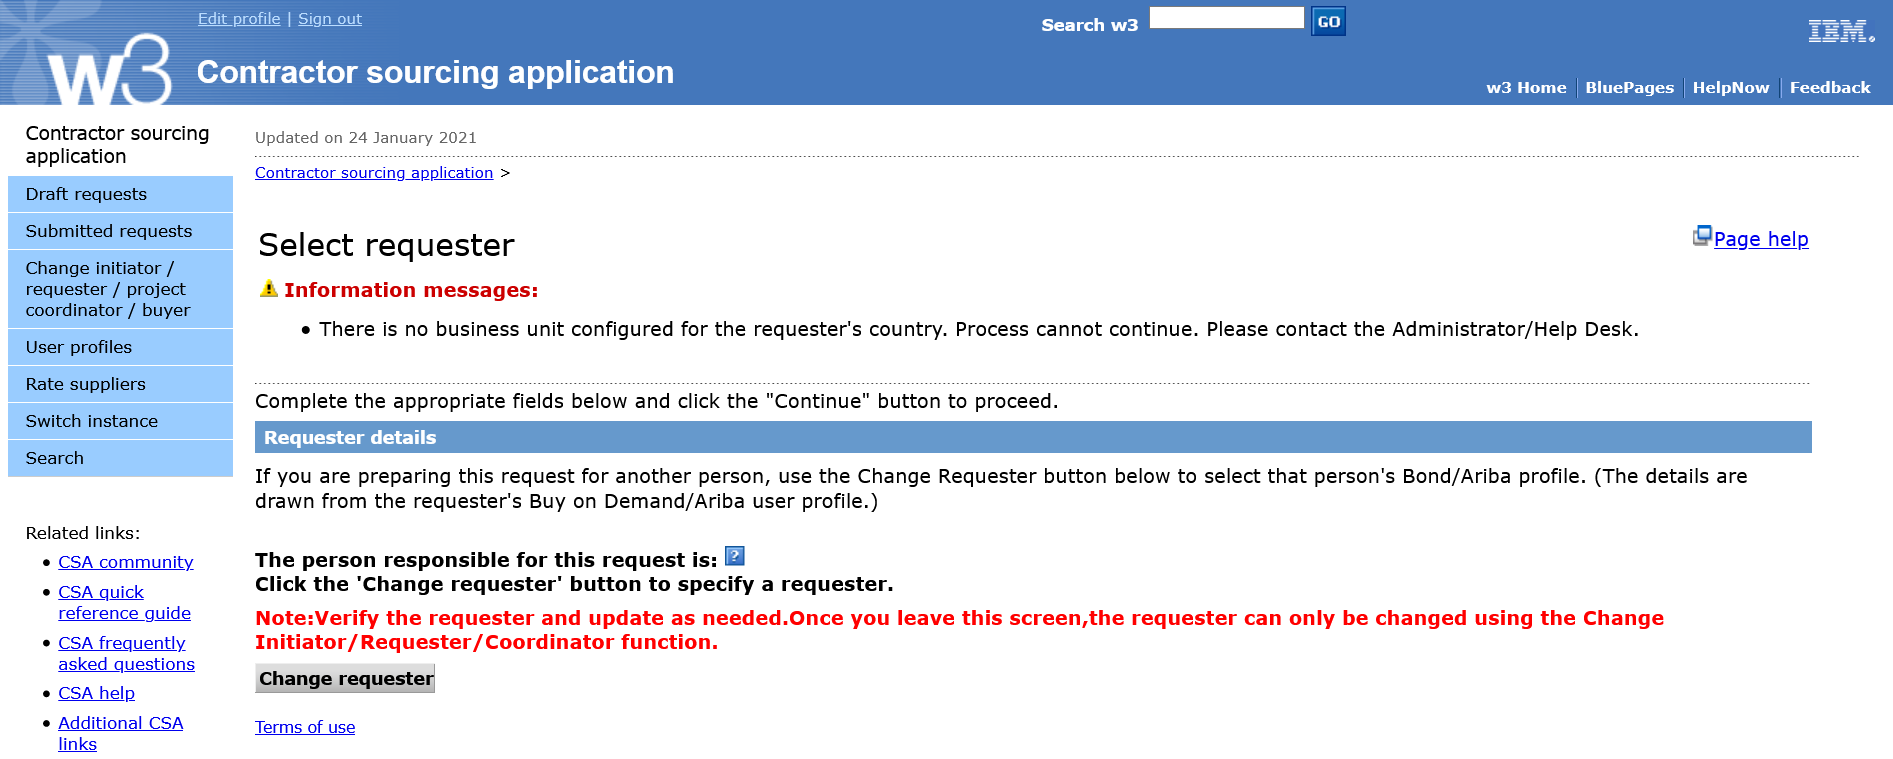 Edit profile | Sign out
Search w3
GO
IBM.
w3
Contractor sourcing application
w3 Home
BluePages
HelpNow
Feedback
Contractor sourcing
application
Draft requests
Submitted requests
Change initiator /
requester / project
coordinator / buyer
User profiles
Rate suppliers
Switch instance
Search
Related links:
• CSA community
• CSA quick
reference guide
• CSA frequently
asked questions
• CSA help
• Additional CSA
links
Updated on 24 January 2021
Contractor sourcing application >
Select requester
Page help
Information messages:
• There is no business unit configured for the requester's country. Process cannot continue. Please contact the Administrator/Help Desk.
Complete the appropriate fields below and click the "Continue" button to proceed.
Requester details
If you are preparing this request for another person, use the Change Requester button below to select that person's Bond/Ariba profile. (The details are
drawn from the requester's Buy on Demand/Ariba user profile.)
The person responsible for this request is: ?
Click the 'Change requester' button to specify a requester.
Note:Verify the requester and update as needed.Once you leave this screen,the requester can only be changed using the Change
Initiator/Requester/Coordinator function.
Change requester
Terms of use